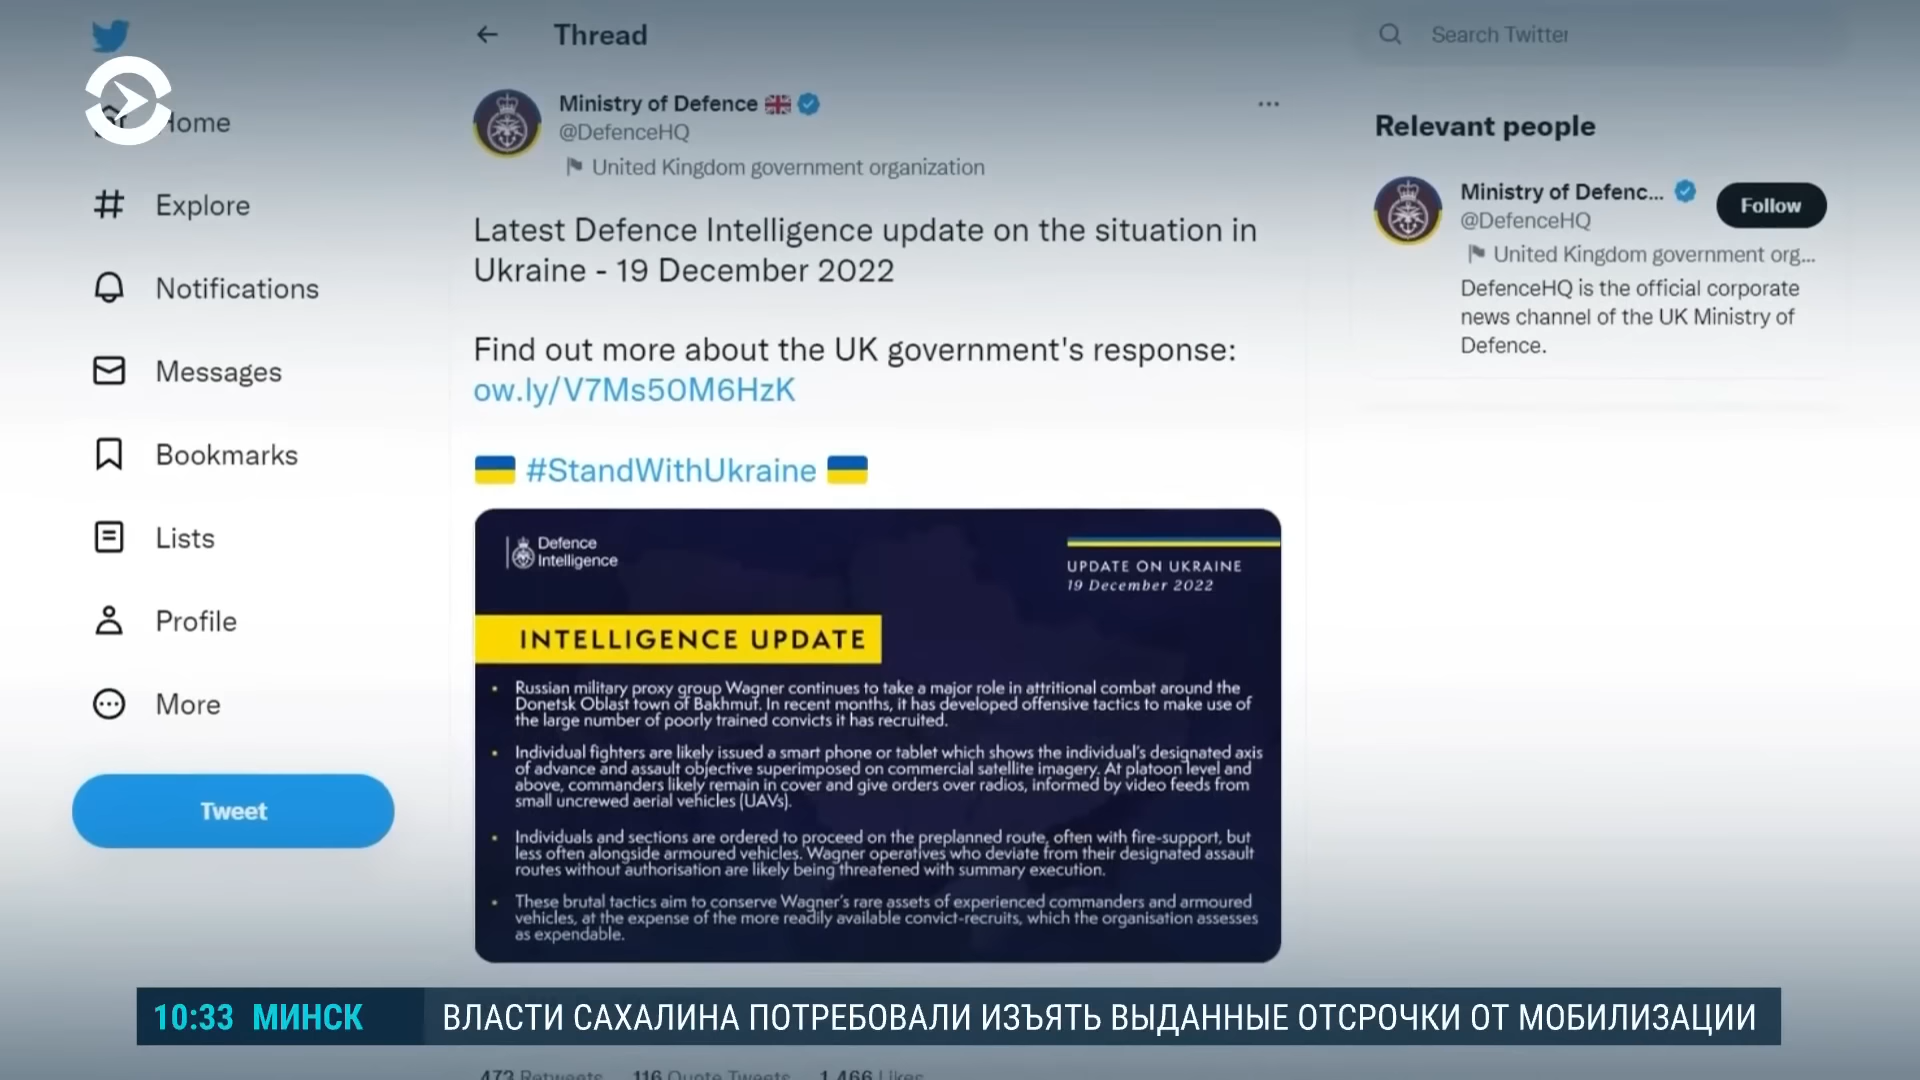 Thread
Search Twitter
Home
Explore
Notifications
Messages
Bookmarks
Lists
Profile
More
Tweet
Ministry of Defence
@DefenceHQ
United Kingdom government organization
Latest Defence Intelligence update on the situation in
Ukraine - 19 December 2022
Find out more about the UK government's response:
ow.ly/V7Ms50M6HzK
#StandWithUkraine
Defence
Intelligence
UPDATE ON UKRAINE
19 December 2022
INTELLIGENCE UPDATE
• Russian military proxy group Wagner continues to take a major role in attritional combat around the
Donetsk Oblast town of Bakhmut. In recent months, it has developed offensive tactics to make use of
the large number of poorly trained convicts it has recruited.
• Individual fighters are likely issued a smart phone or tablet which shows the individual's designated axis
of advance and assault objective superimposed on commercial satellite imagery. At platoon level and
above, commanders likely remain in cover and give orders over radios, informed by video feeds from
small uncrewed aerial vehicles (UAVs).
• Individuals and sections are ordered to proceed on the preplanned route, often with fire-support, but
less often alongside armoured vehicles. Wagner operatives who deviate from their designated assault
routes without authorisation are likely being threatened with summary execution.
• These brutal tactics aim to conserve Wagner's rare assets of experienced commanders and armoured
vehicles, at the expense of the more readily available convict-recruits, which the organisation assesses
as expendable.
Relevant people
Ministry of Defenc...
@DefenceHQ
Follow
United Kingdom government org...
DefenceHQ is the official corporate
news channel of the UK Ministry of
Defence.
10:33 МИНСК
ВЛАСТИ САХАЛИНА ПОТРЕБОВАЛИ ИЗЪЯТЬ ВЫДАННЫЕ ОТСРОЧКИ ОТ МОБИЛИЗАЦИИ
473 Retweets 116 Quote Tweets 1,466 Likes